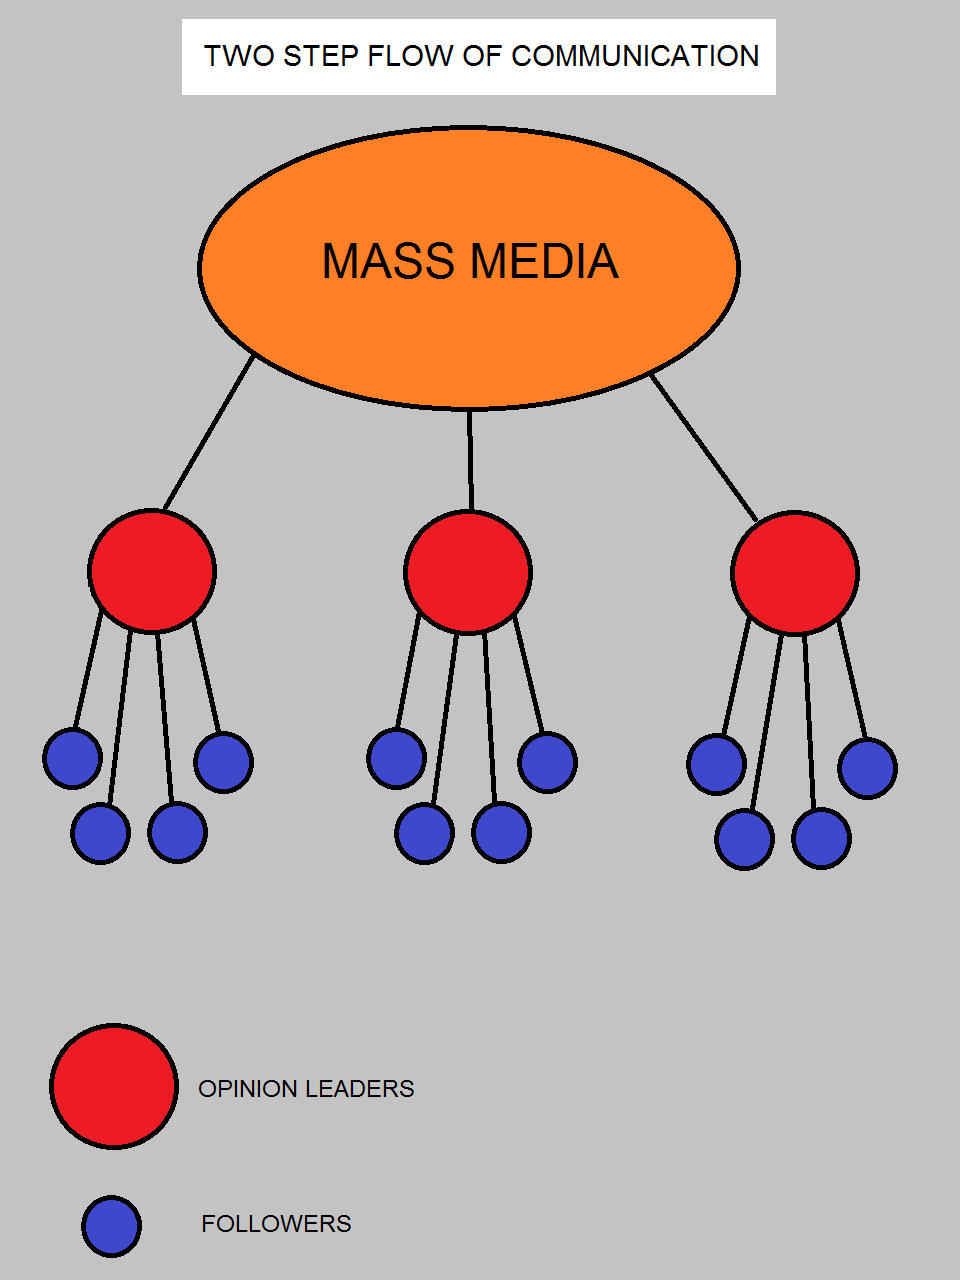 TWO STEP FLOW OF COMMUNICATION
MASS MEDIA
OPINION LEADERS
FOLLOWERS